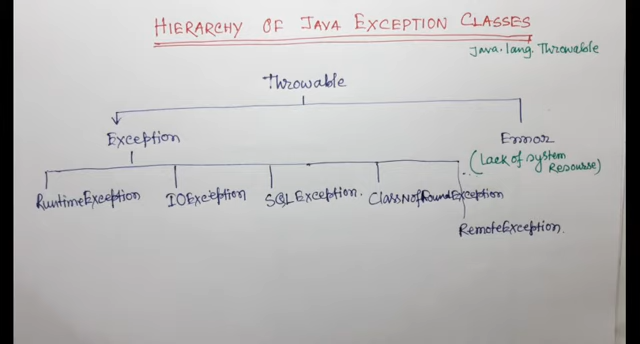 HIERARCHY OF JAVA EXCEPTION CLASSES
java.lang.Throwable
Throwable
Exception
Error
(Lack of system
Resourse)
RuntimeException
IOException
SQLException.
ClassNotFoundException
RemoteException.